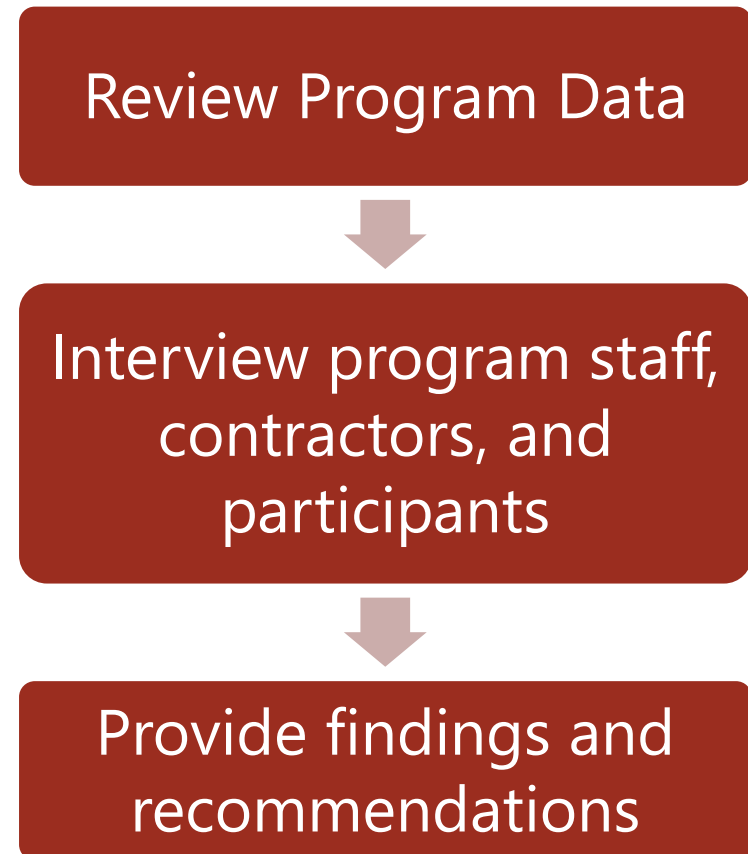 Review Program Data
Interview program staff,
contractors, and
participants
Provide findings and
recommendations